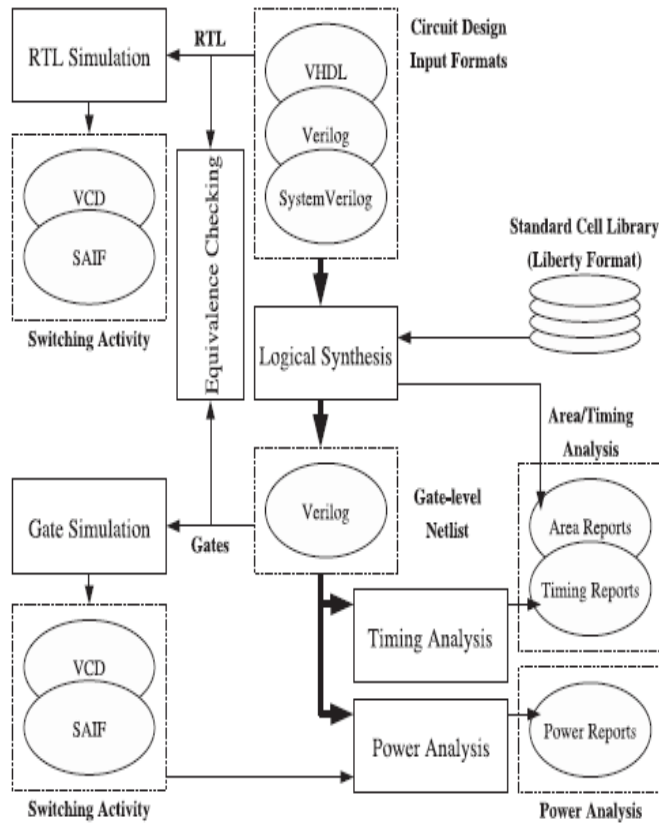 RTL Simulation
RTL
VHDL
Verilog
SystemVerilog
Circuit Design
Input Formats
VCD
SAIF
Switching Activity
Equivalence Checking
Standard Cell Library
(Liberty Format)
Logical Synthesis
Area/Timing
Analysis
Gate Simulation
Gates
Verilog
Gate-level
Netlist
Area Reports
Timing Reports
Timing Analysis
VCD
SAIF
Switching Activity
Power Analysis
Power Reports
Power Analysis